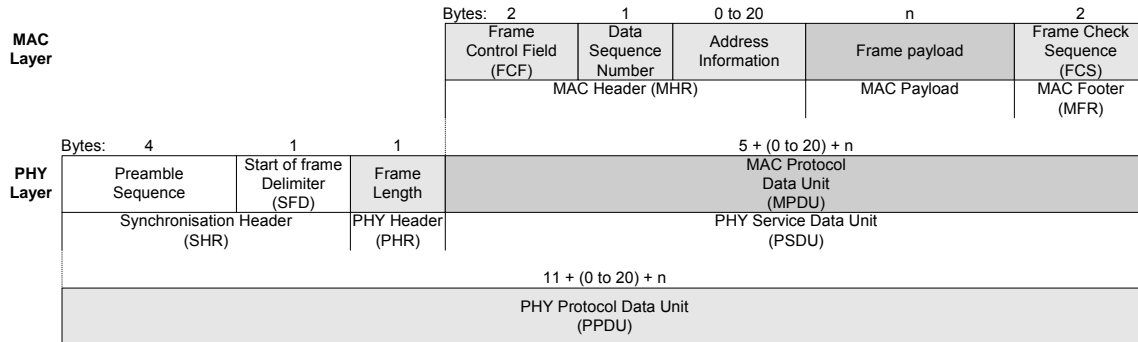 Bytes: 2 1 0 to 20 n 2
MAC Layer
Frame Control Field (FCF)
Data Sequence Number
Address Information
Frame payload
Frame Check Sequence (FCS)
MAC Header (MHR)
MAC Payload
MAC Footer (MFR)
Bytes: 4 1 1 5 + (0 to 20) + n
PHY Layer
Preamble Sequence
Start of frame Delimiter (SFD)
Frame Length
MAC Protocol Data Unit (MPDU)
Synchronisation Header (SHR)
PHY Header (PHR)
PHY Service Data Unit (PSDU)
11 + (0 to 20) + n
PHY Protocol Data Unit (PPDU)